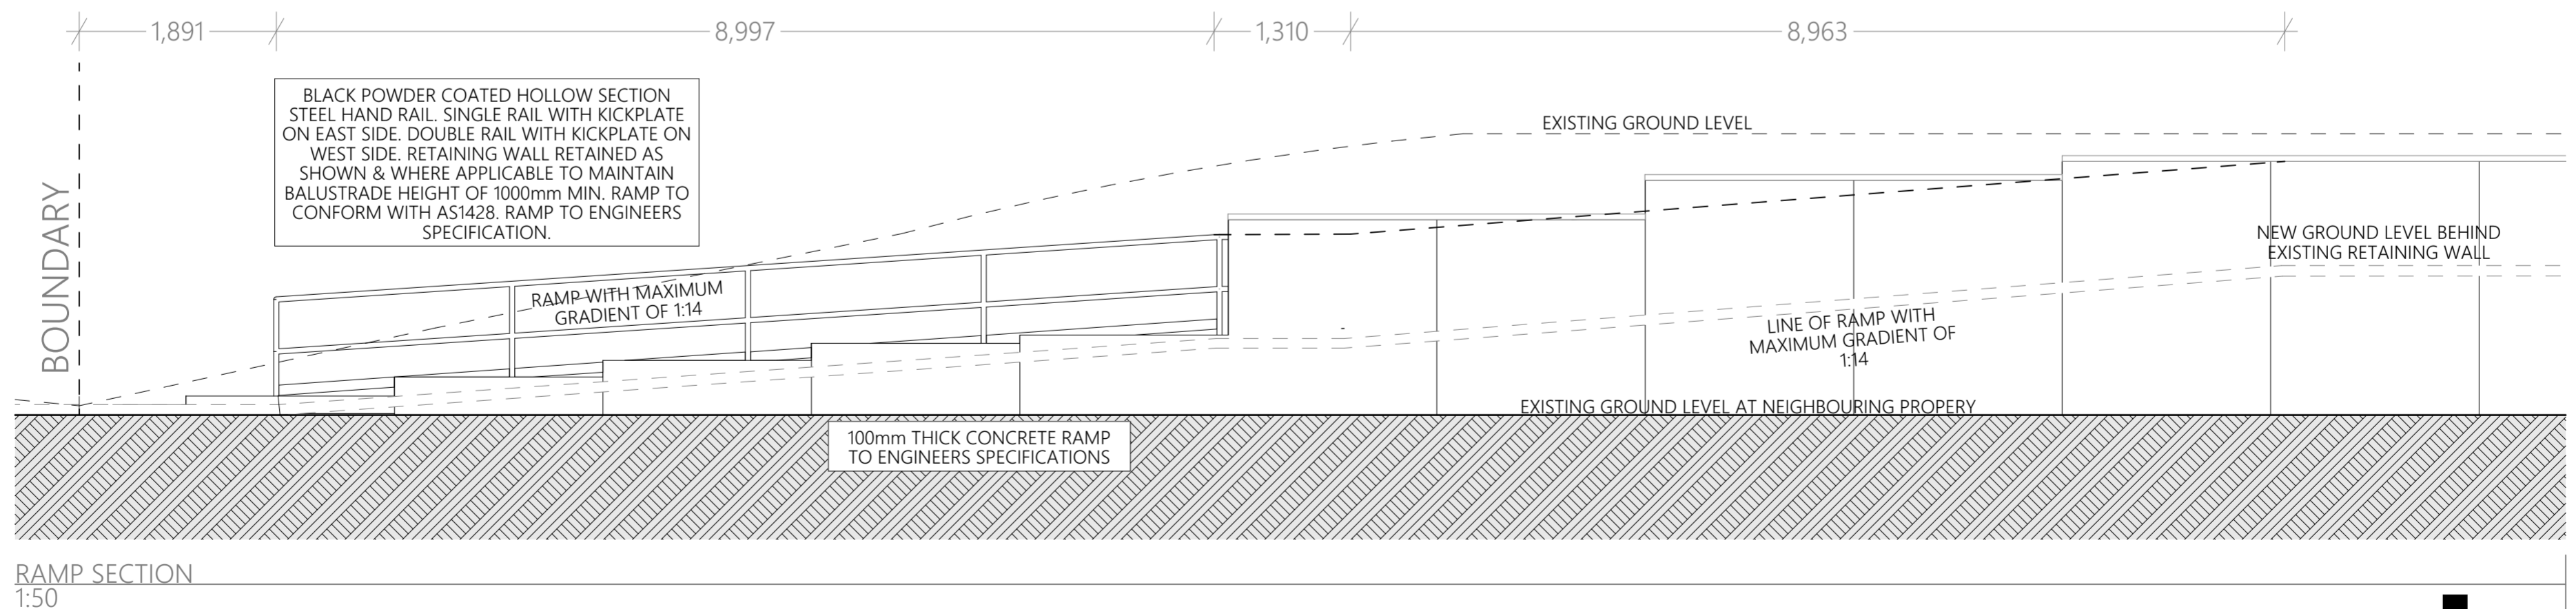 1,891
8,997
1,310
8,963
BLACK POWDER COATED HOLLOW SECTION
STEEL HAND RAIL. SINGLE RAIL WITH KICKPLATE
ON EAST SIDE. DOUBLE RAIL WITH KICKPLATE ON
WEST SIDE. RETAINING WALL RETAINED AS
SHOWN & WHERE APPLICABLE TO MAINTAIN
BALUSTRADE HEIGHT OF 1000mm MIN. RAMP TO
CONFORM WITH AS1428. RAMP TO ENGINEERS
SPECIFICATION.
BOUNDARY
EXISTING GROUND LEVEL
RAMP WITH MAXIMUM
GRADIENT OF 1:14
NEW GROUND LEVEL BEHIND
EXISTING RETAINING WALL
LINE OF RAMP WITH
MAXIMUM GRADIENT OF
1:14
EXISTING GROUND LEVEL AT NEIGHBOURING PROPERY
100mm THICK CONCRETE RAMP
TO ENGINEERS SPECIFICATIONS
RAMP SECTION
1:50